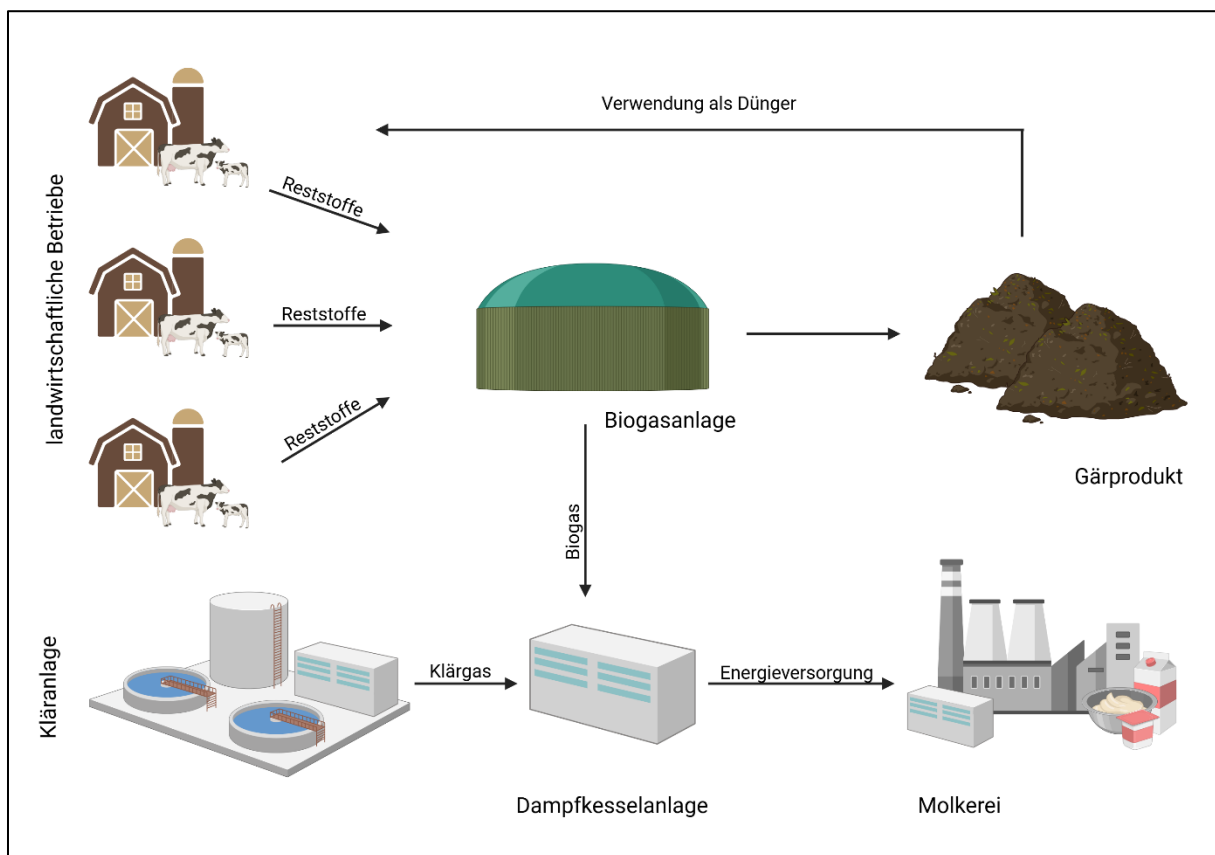 Verwendung als Dünger
landwirtschaftliche Betriebe
Reststoffe
Reststoffe
Reststoffe
Biogasanlage
Gärprodukt
Biogas
Kläranlage
Klärgas
Energieversorgung
Dampfkesselanlage
Molkerei